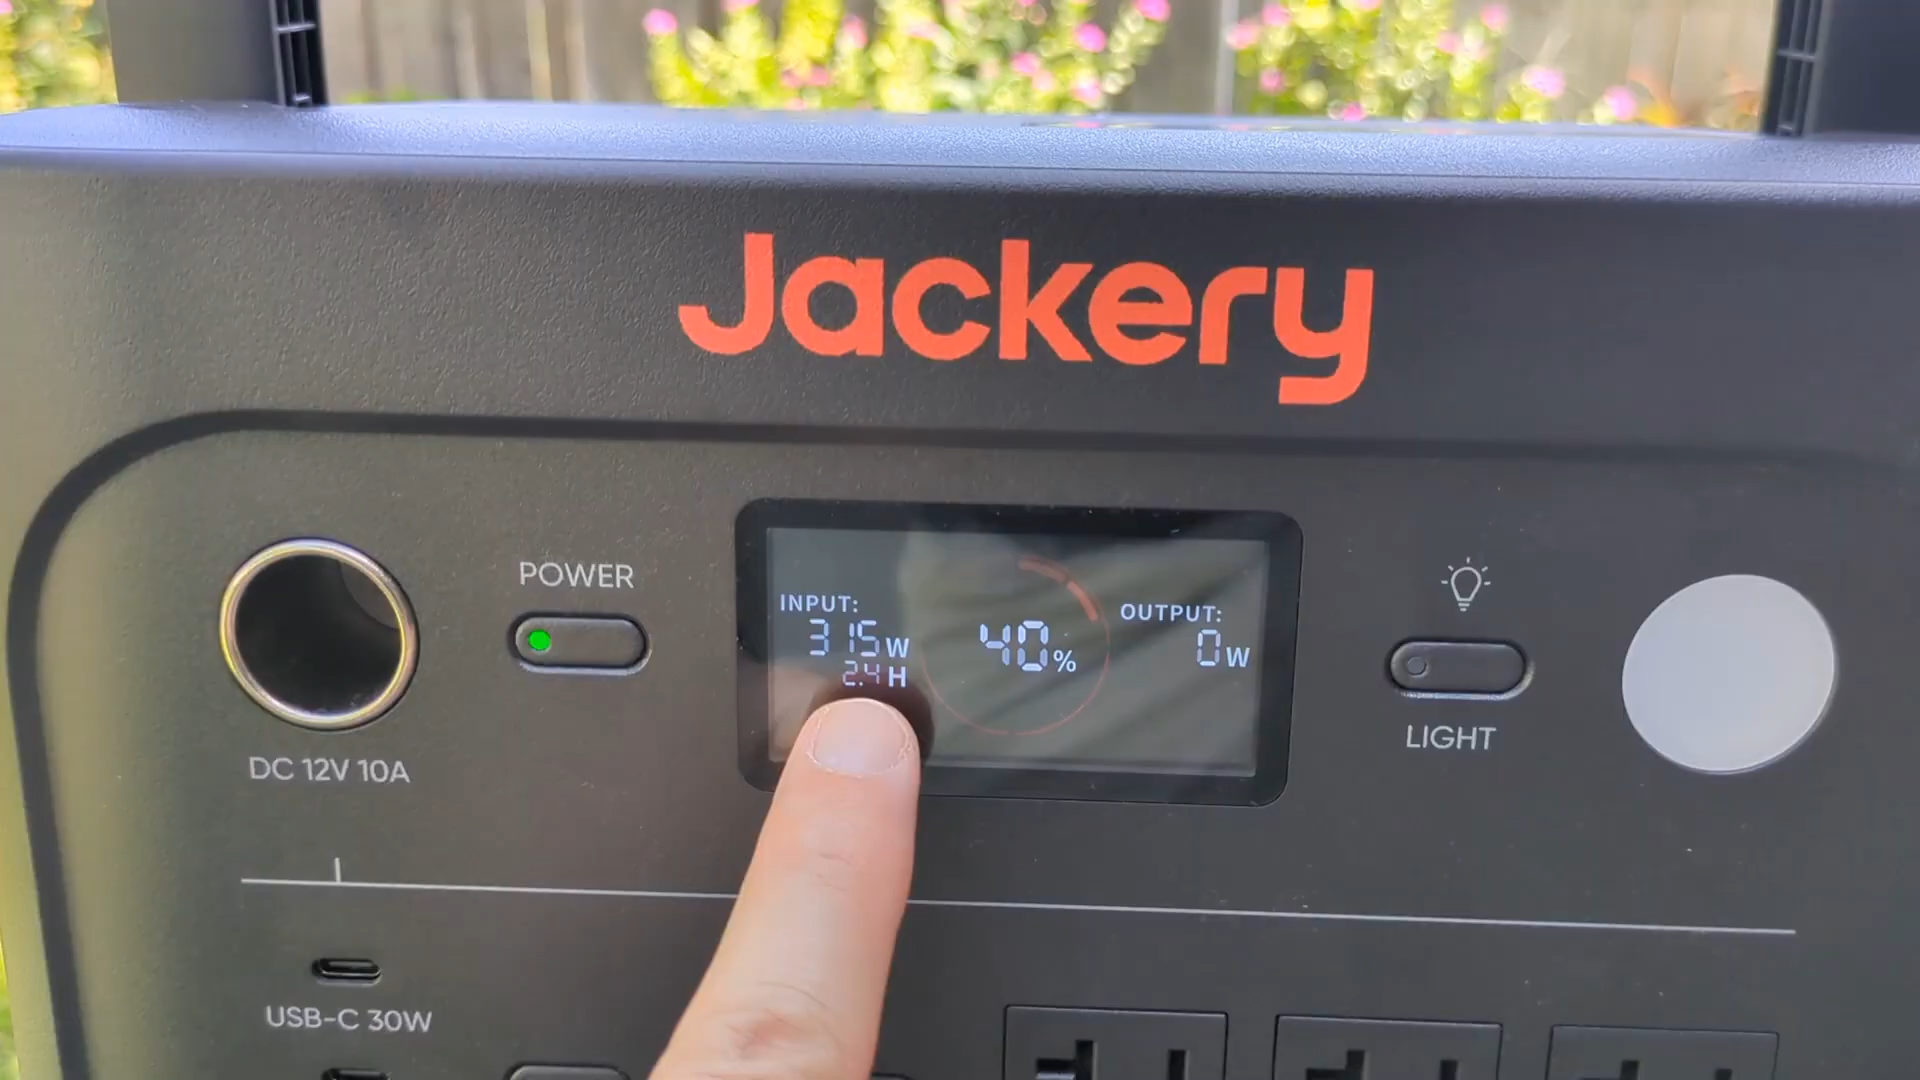 Jackery
POWER
INPUT:
315W
2.4H
40%
OUTPUT:
0W
LIGHT
DC 12V 10A
USB-C 30W